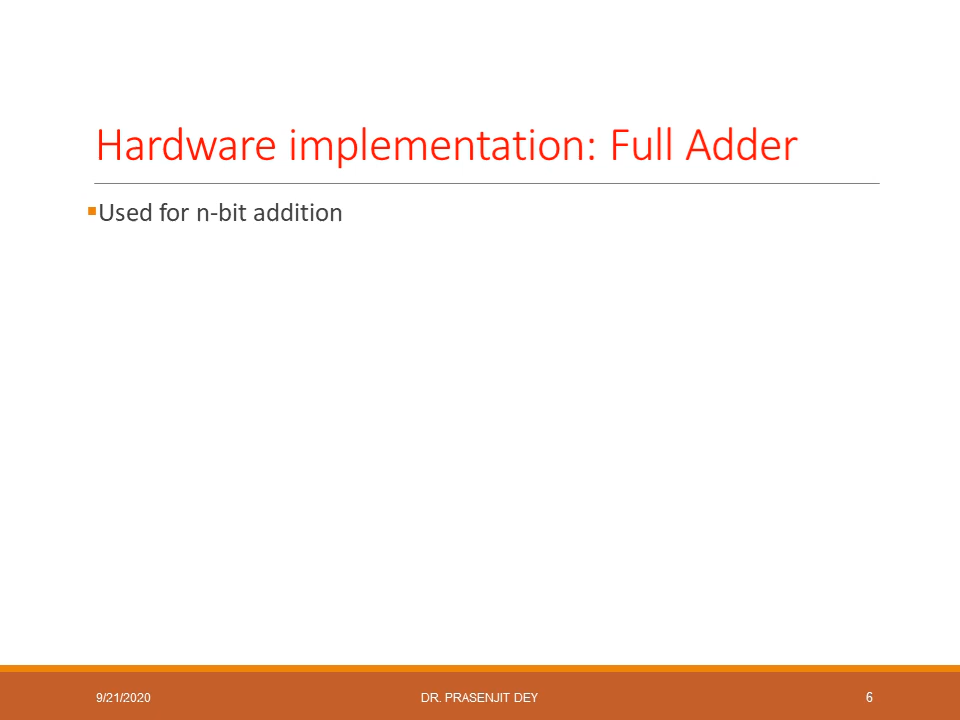 Hardware implementation: Full Adder
▪Used for n-bit addition
9/21/2020
DR. PRASENJIT DEY
6